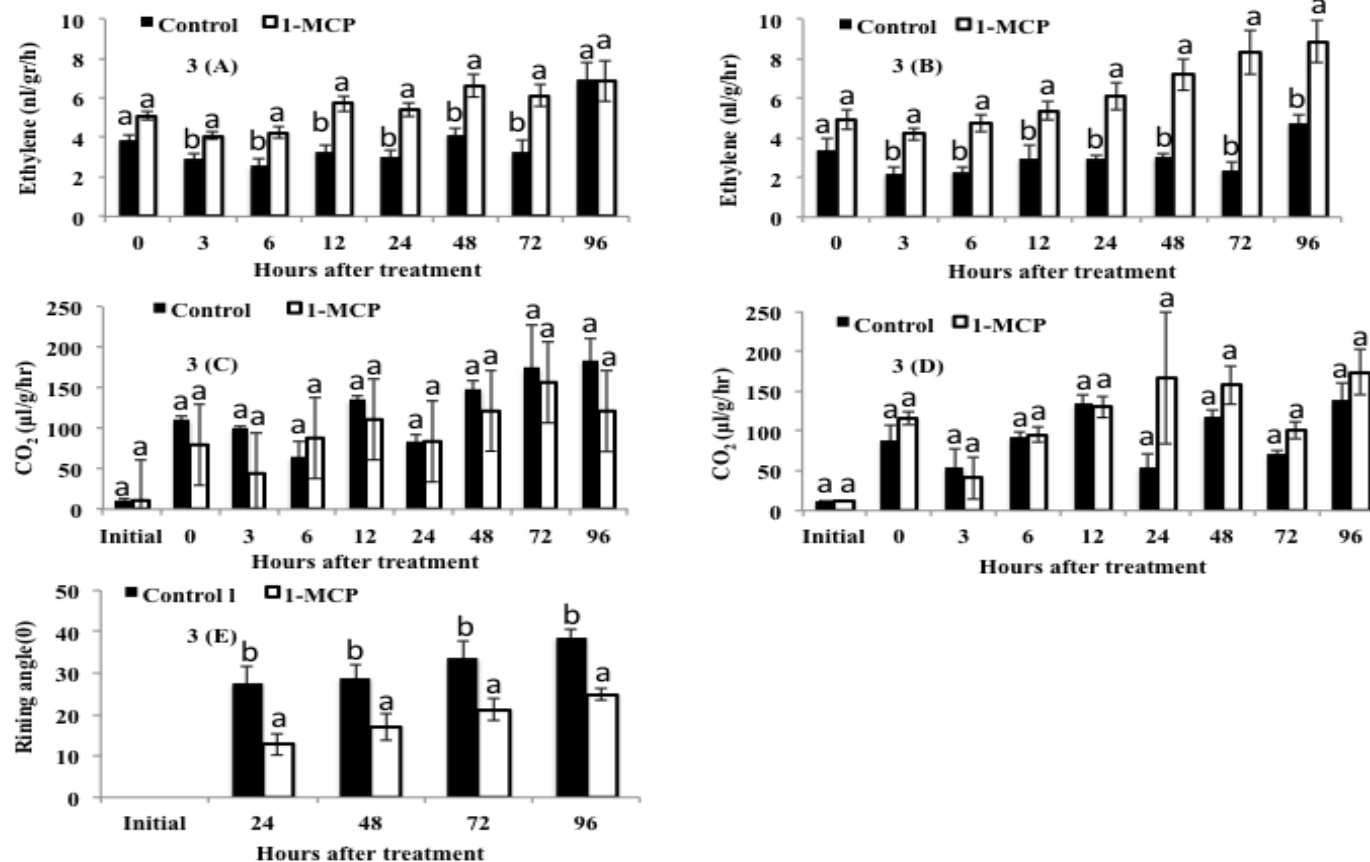 Control 1-MCP
3 (A)
Ethylene (nl/gr/h)
10
8
6
4
2
0
a a b a b a b a b a b a b a a a
0 3 6 12 24 48 72 96
Hours after treatment
Control 1-MCP
3 (B)
Ethylene (nl/g/hr)
10
8
6
4
2
0
a a b a b a b a b a b a b a b a
0 3 6 12 24 48 72 96
Hours after treatment
Control 1-MCP
3 (C)
CO2 (µl/g/hr)
250
200
150
100
50
0
a a a a a a a a a a a a a a a a a a
Initial 0 3 6 12 24 48 72 96
Hours after treatment
Control 1-MCP
3 (D)
CO2 (µl/g/hr)
250
200
150
100
50
0
a a a a a a a a a a a a a a a a a a
Initial 0 3 6 12 24 48 72 96
Hours after treatment
Control l 1-MCP
3 (E)
Rining angle(0)
50
40
30
20
10
0
b a b a b a b a
Initial 24 48 72 96
Hours after treatment